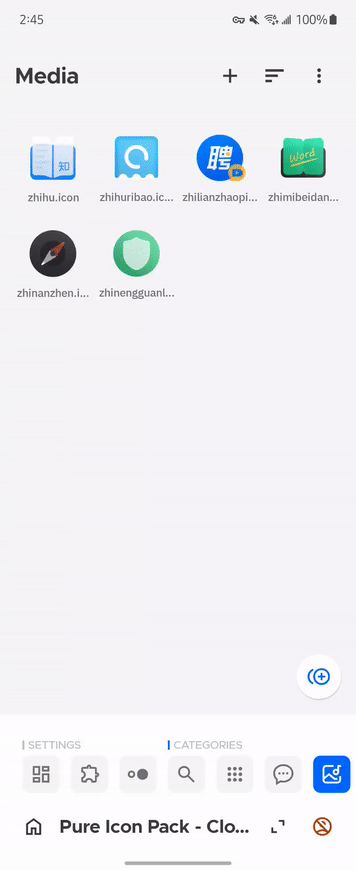 2:45
100%
Media
知
聘
Word
zhihu.icon
zhihuribao.ic...
zhilianzhaopi...
zhimibeidan...
zhinanzhen.i...
zhinengguanl...
SETTINGS
CATEGORIES
Pure Icon Pack - Clo...